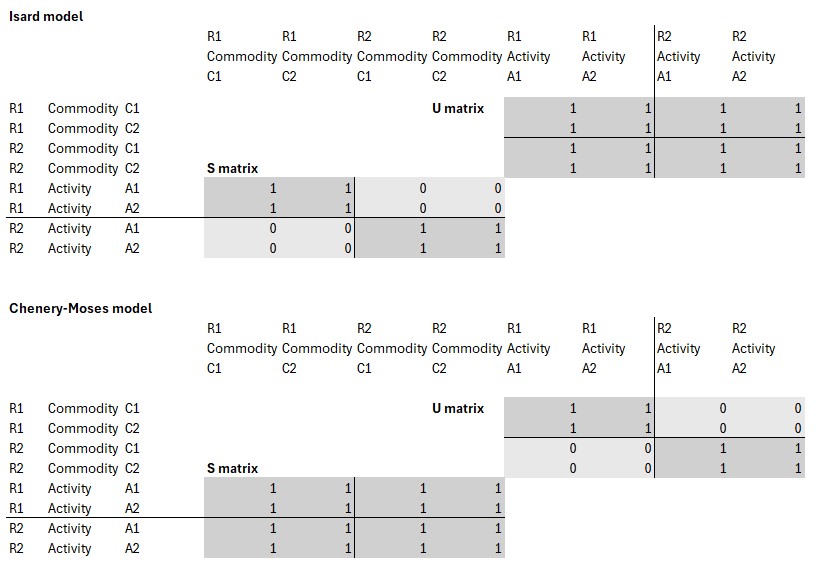 Isard model
R1 R1 R2 R2 R1 R1 R2 R2
Commodity Commodity Commodity Commodity Activity Activity Activity Activity
C1 C2 C1 C2 A1 A2 A1 A2
R1 Commodity C1 U matrix 1 1 1 1
R1 Commodity C2 1 1 1 1
R2 Commodity C1 1 1 1 1
R2 Commodity C2 S matrix 1 1 1 1
R1 Activity A1 1 1 0 0
R1 Activity A2 1 1 0 0
R2 Activity A1 0 0 1 1
R2 Activity A2 0 0 1 1
Chenery-Moses model
R1 R1 R2 R2 R1 R1 R2 R2
Commodity Commodity Commodity Commodity Activity Activity Activity Activity
C1 C2 C1 C2 A1 A2 A1 A2
R1 Commodity C1 U matrix 1 1 0 0
R1 Commodity C2 1 1 0 0
R2 Commodity C1 0 0 1 1
R2 Commodity C2 S matrix 0 0 1 1
R1 Activity A1 1 1 1 1
R1 Activity A2 1 1 1 1
R2 Activity A1 1 1 1 1
R2 Activity A2 1 1 1 1